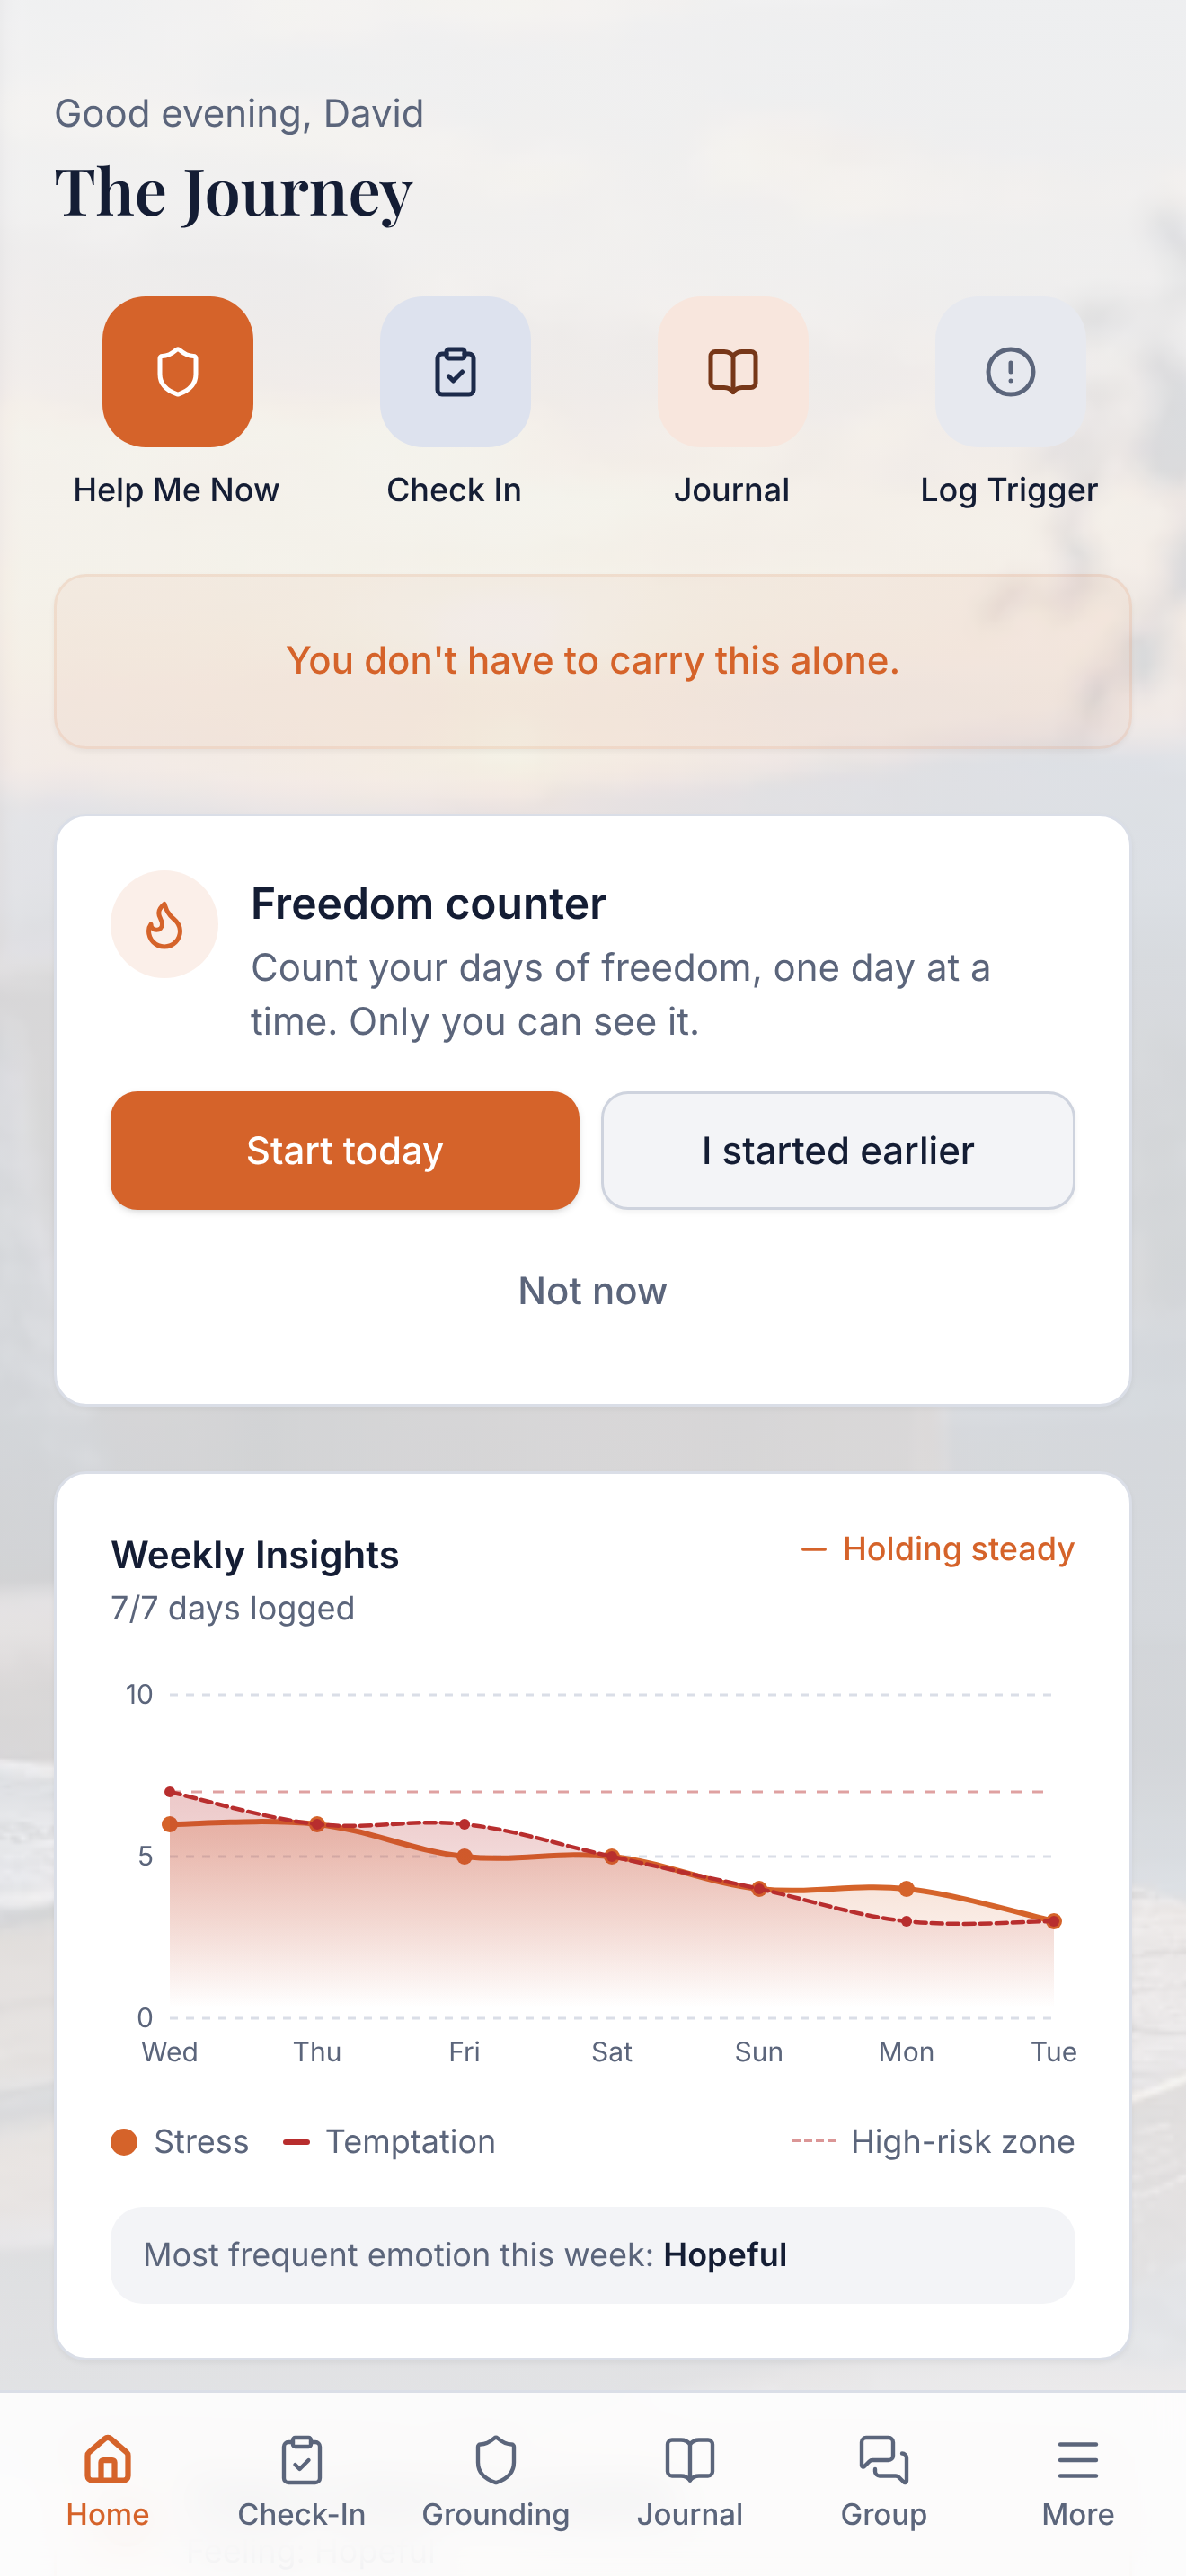 Good evening, David
The Journey
Help Me Now
Check In
Journal
Log Trigger
You don't have to carry this alone.
Freedom counter
Count your days of freedom, one day at a
time. Only you can see it.
Start today
I started earlier
Not now
Weekly Insights
— Holding steady
7/7 days logged
10
5
0
Wed Thu Fri Sat Sun Mon Tue
Stress
Temptation
High-risk zone
Most frequent emotion this week: Hopeful
Home
Check-In
Grounding
Journal
Group
More
Feeling: Hopeful